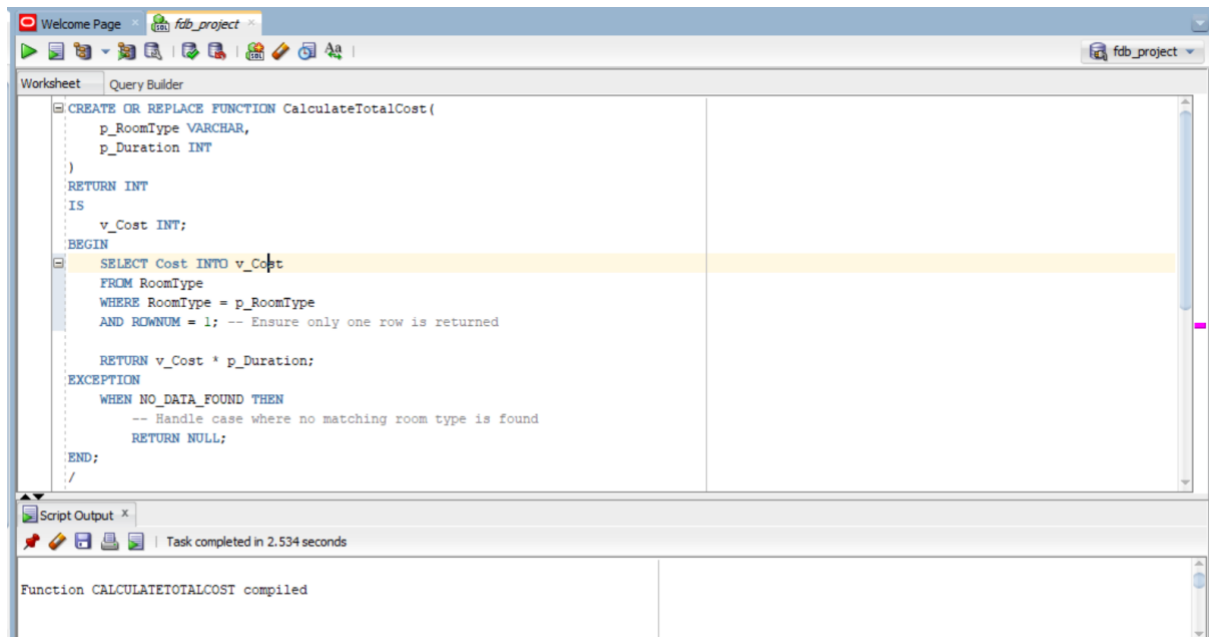 Welcome Page
fdb_project
fdb_project
Worksheet Query Builder
CREATE OR REPLACE FUNCTION CalculateTotalCost(
    p_RoomType VARCHAR,
    p_Duration INT
)
RETURN INT
IS
    v_Cost INT;
BEGIN
    SELECT Cost INTO v_Cost
    FROM RoomType
    WHERE RoomType = p_RoomType
    AND ROWNUM = 1; -- Ensure only one row is returned
    RETURN v_Cost * p_Duration;
EXCEPTION
    WHEN NO_DATA_FOUND THEN
        -- Handle case where no matching room type is found
        RETURN NULL;
END;
/
Script Output
Task completed in 2.534 seconds
Function CALCULATETOTALCOST compiled